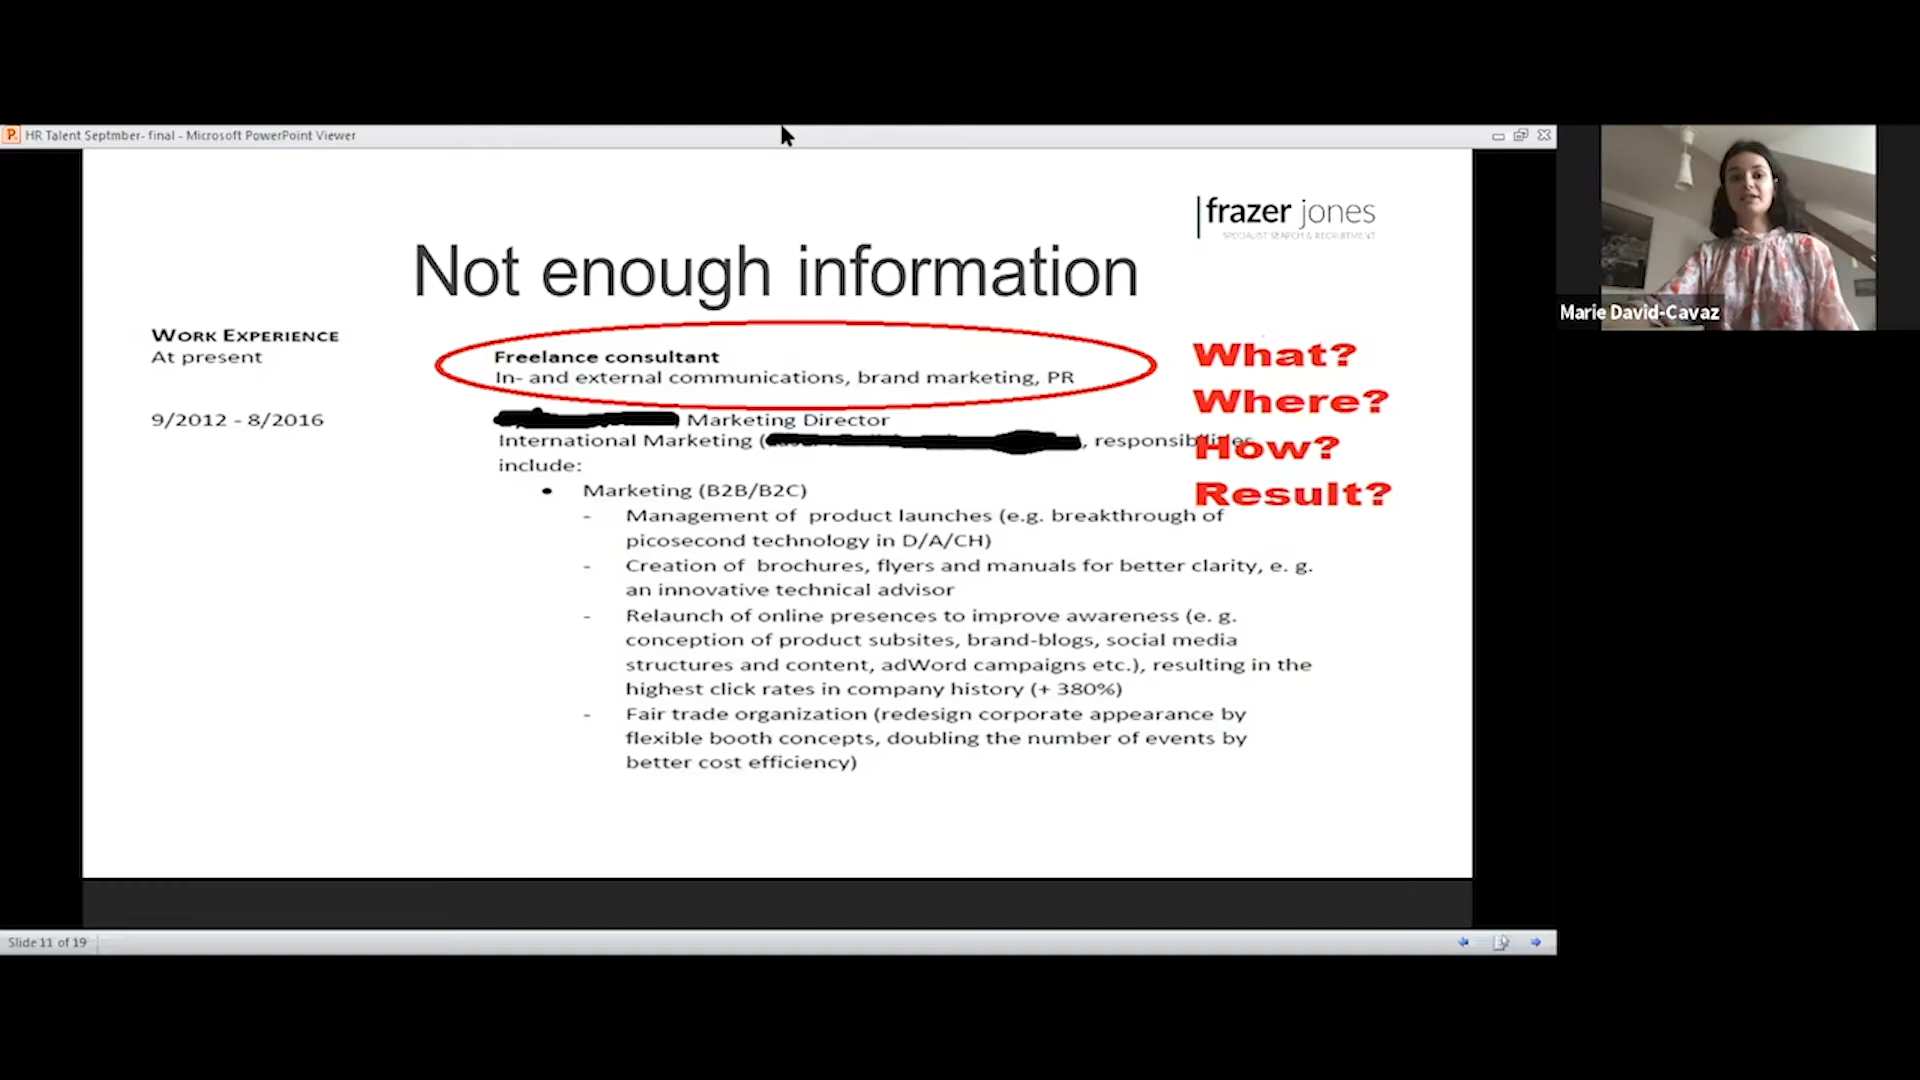 HR Talent Septmber- final - Microsoft PowerPoint Viewer
frazer jones
SPECIALIST SEARCH & RECRUITMENT
Not enough information
WORK EXPERIENCE
At present
Freelance consultant
In- and external communications, brand marketing, PR
What?
Where?
How?
Result?
9/2012 - 8/2016
, Marketing Director
International Marketing ( , responsibilities
include:
• Marketing (B2B/B2C)
- Management of product launches (e.g. breakthrough of
picosecond technology in D/A/CH)
- Creation of brochures, flyers and manuals for better clarity, e. g.
an innovative technical advisor
- Relaunch of online presences to improve awareness (e. g.
conception of product subsites, brand-blogs, social media
structures and content, adWord campaigns etc.), resulting in the
highest click rates in company history (+ 380%)
- Fair trade organization (redesign corporate appearance by
flexible booth concepts, doubling the number of events by
better cost efficiency)
Marie David-Cavaz
Slide 11 of 19